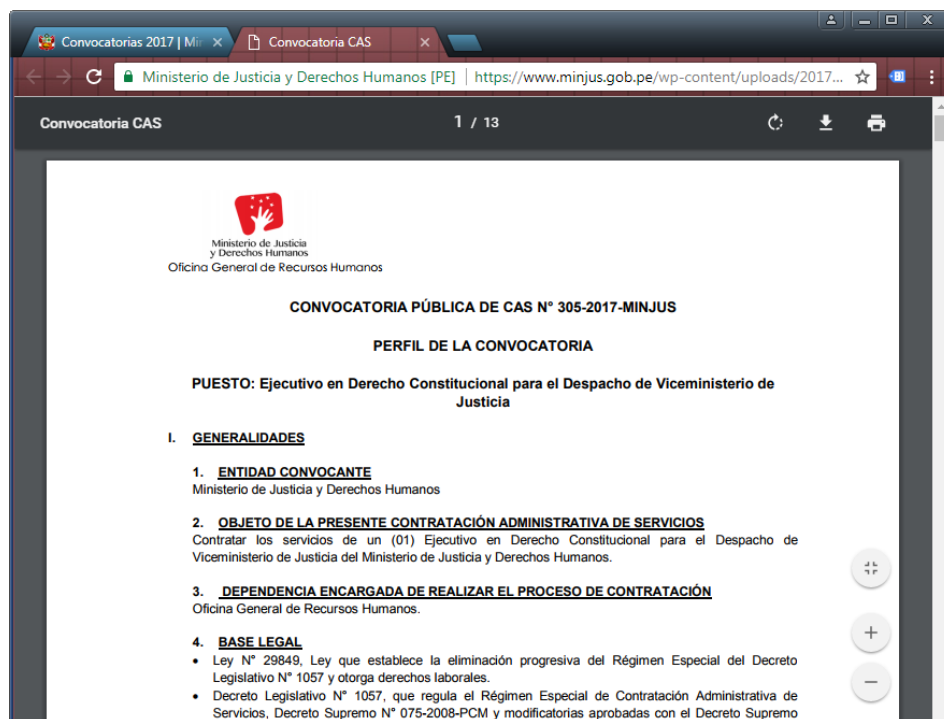 Convocatorias 2017 | Mi
Convocatoria CAS
Ministerio de Justicia y Derechos Humanos [PE] | https://www.minjus.gob.pe/wp-content/uploads/2017...
Convocatoria CAS
1 / 13
Ministerio de Justicia
y Derechos Humanos
Oficina General de Recursos Humanos
CONVOCATORIA PÚBLICA DE CAS N° 305-2017-MINJUS
PERFIL DE LA CONVOCATORIA
PUESTO: Ejecutivo en Derecho Constitucional para el Despacho de Viceministerio de
Justicia
I. GENERALIDADES
1. ENTIDAD CONVOCANTE
Ministerio de Justicia y Derechos Humanos
2. OBJETO DE LA PRESENTE CONTRATACIÓN ADMINISTRATIVA DE SERVICIOS
Contratar los servicios de un (01) Ejecutivo en Derecho Constitucional para el Despacho de
Viceministerio de Justicia del Ministerio de Justicia y Derechos Humanos.
3. DEPENDENCIA ENCARGADA DE REALIZAR EL PROCESO DE CONTRATACIÓN
Oficina General de Recursos Humanos.
4. BASE LEGAL
• Ley N° 29849, Ley que establece la eliminación progresiva del Régimen Especial del Decreto
Legislativo N° 1057 y otorga derechos laborales.
• Decreto Legislativo N° 1057, que regula el Régimen Especial de Contratación Administrativa de
Servicios, Decreto Supremo N° 075-2008-PCM y modificatorias aprobadas con el Decreto Supremo